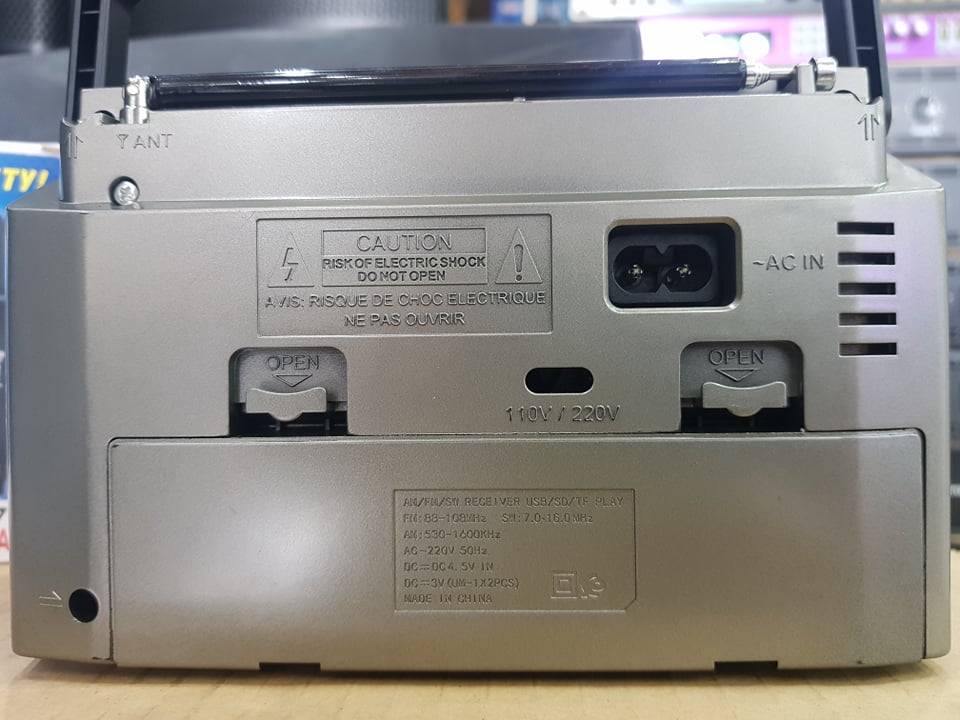 TY!
ANT
CAUTION
RISK OF ELECTRIC SHOCK
DO NOT OPEN
AVIS: RISQUE DE CHOC ELECTRIQUE
NE PAS OUVRIR
~AC IN
OPEN
OPEN
110V / 220V
AM/FM/SW RECEIVER USB/SD/TF PLAY
FM:88-108MHz SW:7.0-16.0MHz
AM:530-1600KHz
AC~220V 50Hz
DC⎓DC4.5V IN
DC⎓3V(UM-1X2PCS)
MADE IN CHINA